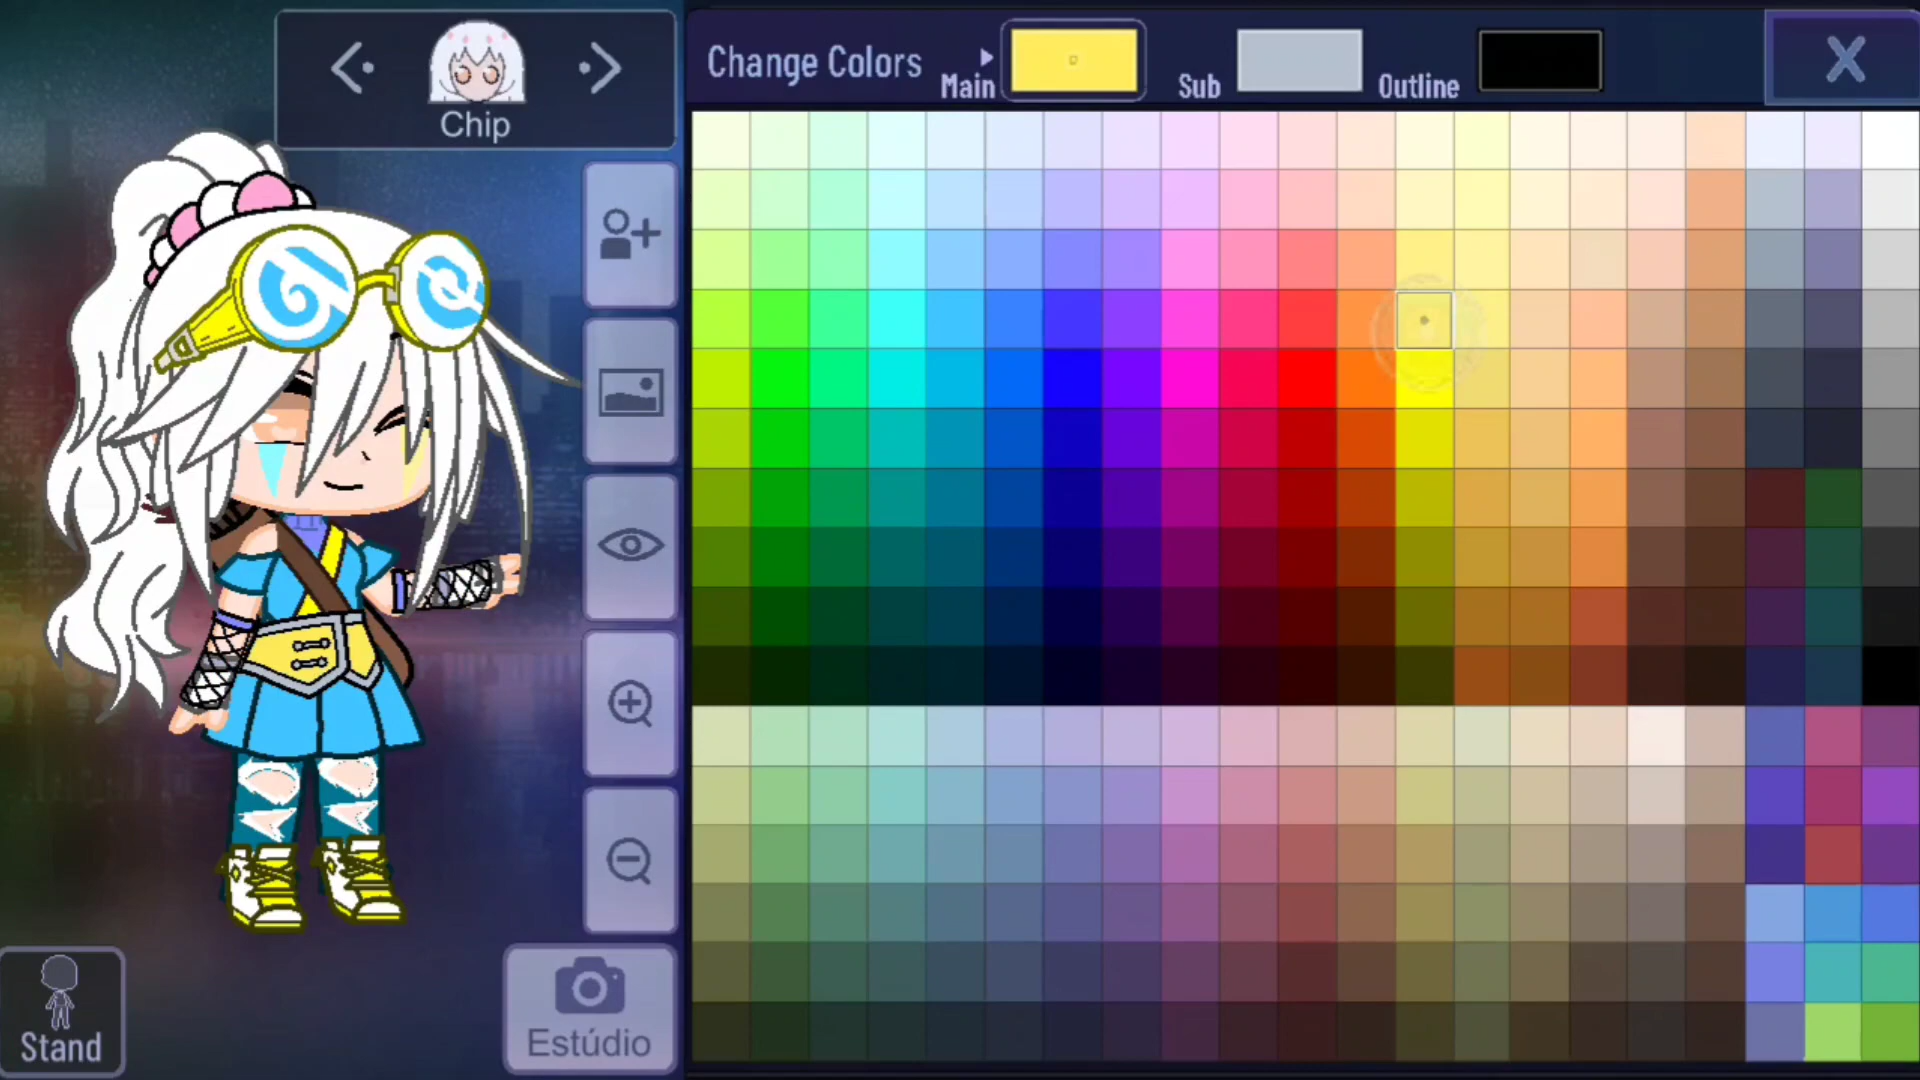 Chip
Change Colors
Main
Sub
Outline
X
Stand
Estúdio